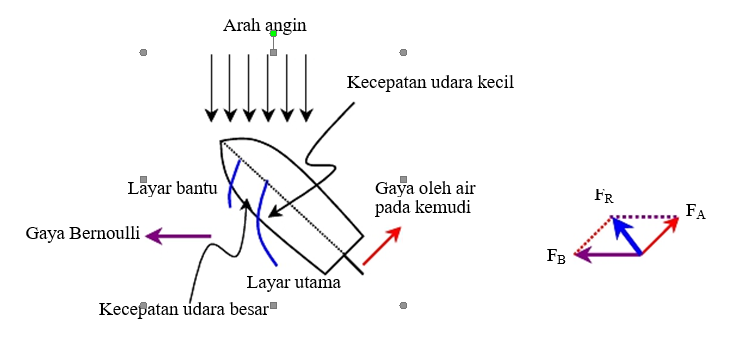 Arah angin
Kecepatan udara kecil
Layar bantu
Gaya oleh air
pada kemudi
Gaya Bernoulli
Layar utama
Kecepatan udara besar
FR
FA
FB